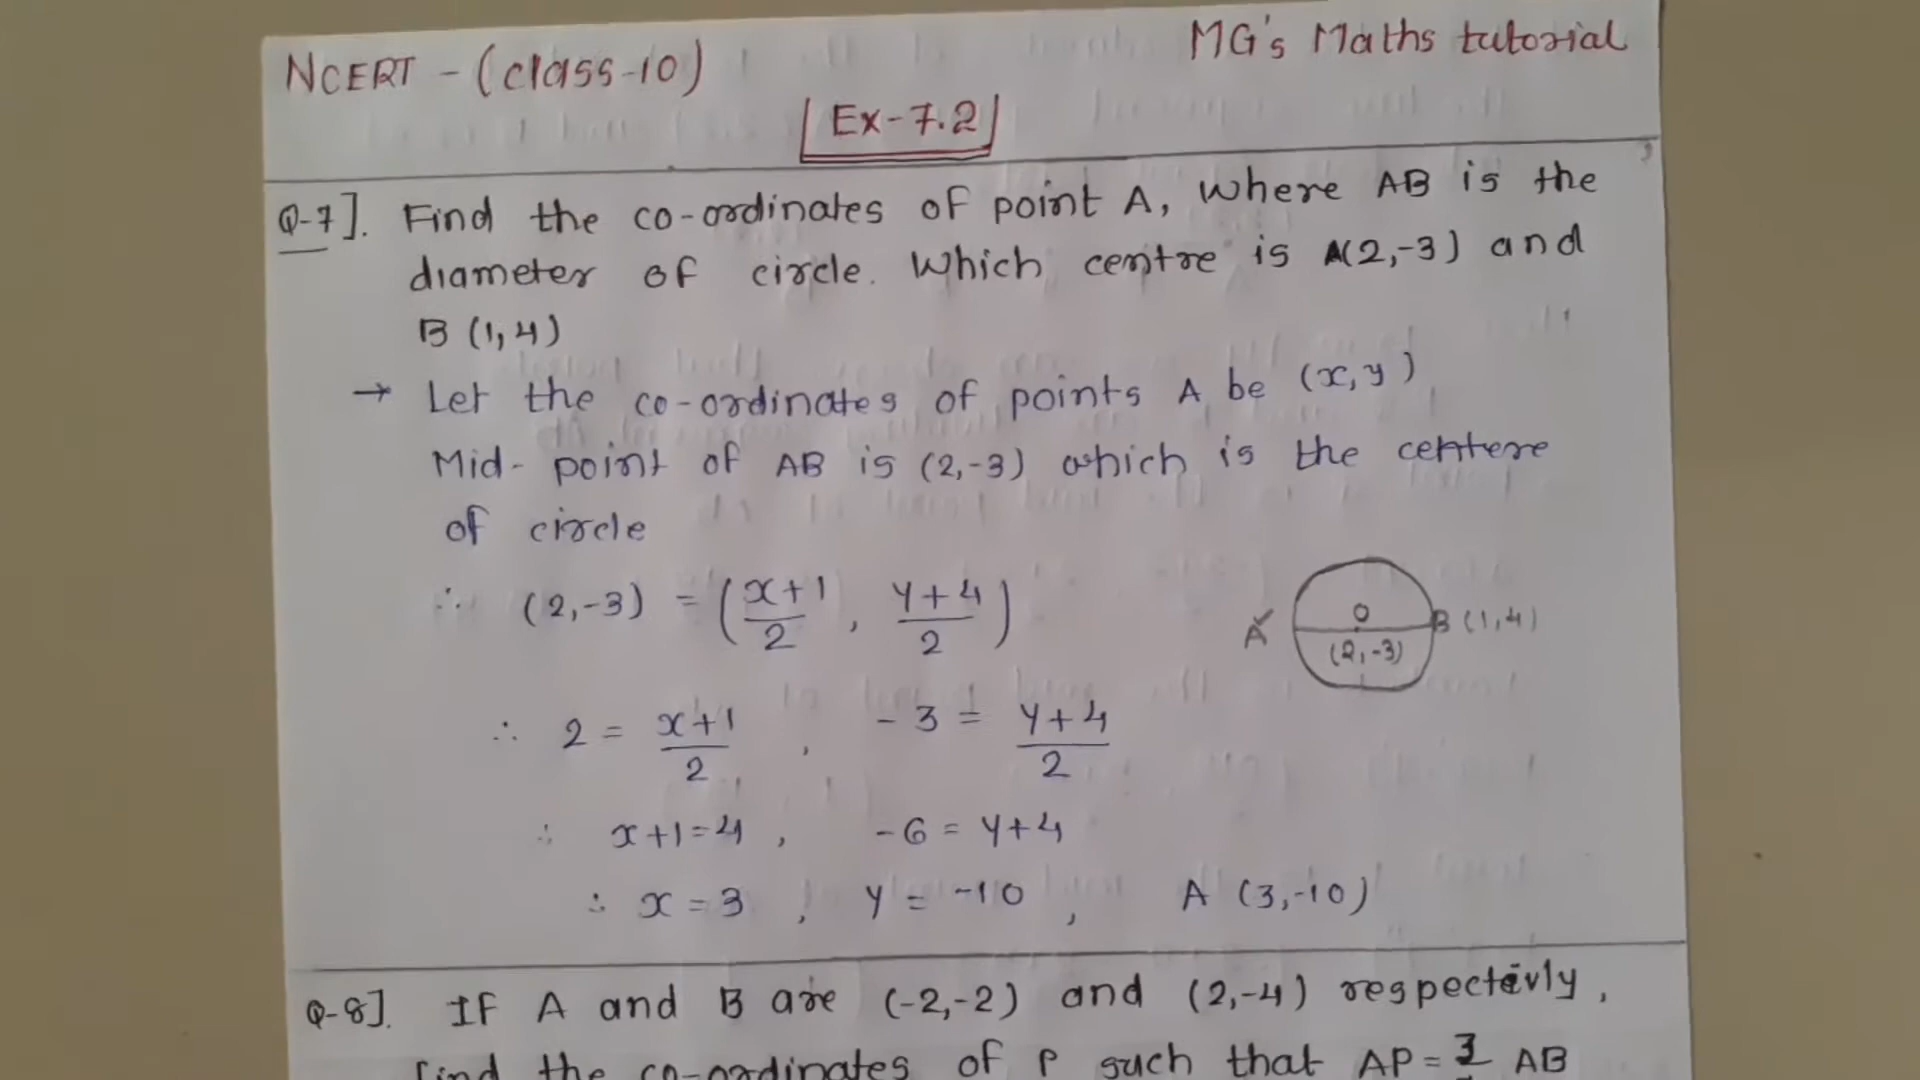 NCERT - (class-10)
MG's Maths tutorial
Ex-7.2
Q-7]. Find the co-ordinates of point A, where AB is the
diameter of circle. Which centre is A(2,-3) and
B (1,4)
→ Let the co-ordinates of points A be (x,y)
Mid-point of AB is (2,-3) which is the centere
of circle
∴ (2,-3) = (x+1/2, y+4/2)
A O B (1,4)
(2,-3)
∴ 2 = x+1/2, -3 = y+4/2
∴ x+1=4, -6 = y+4
∴ x = 3, y = -10, A (3,-10)
Q-8]. If A and B are (-2,-2) and (2,-4) respectivly,
find the co-ordinates of P such that AP = AB